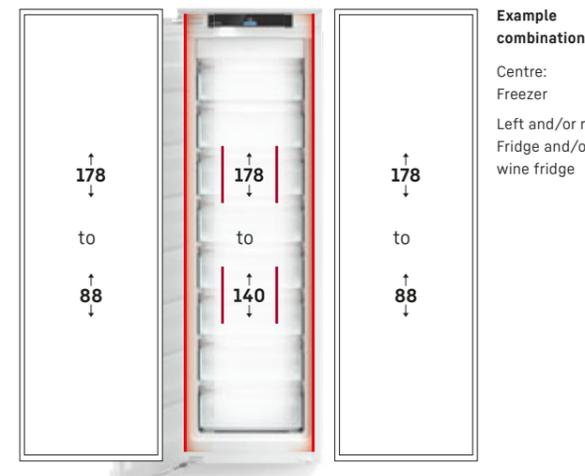 178
to
88
178
to
140
178
to
88
Example
combination
Centre:
Freezer
Left and/or
Fridge and/o
wine fridge